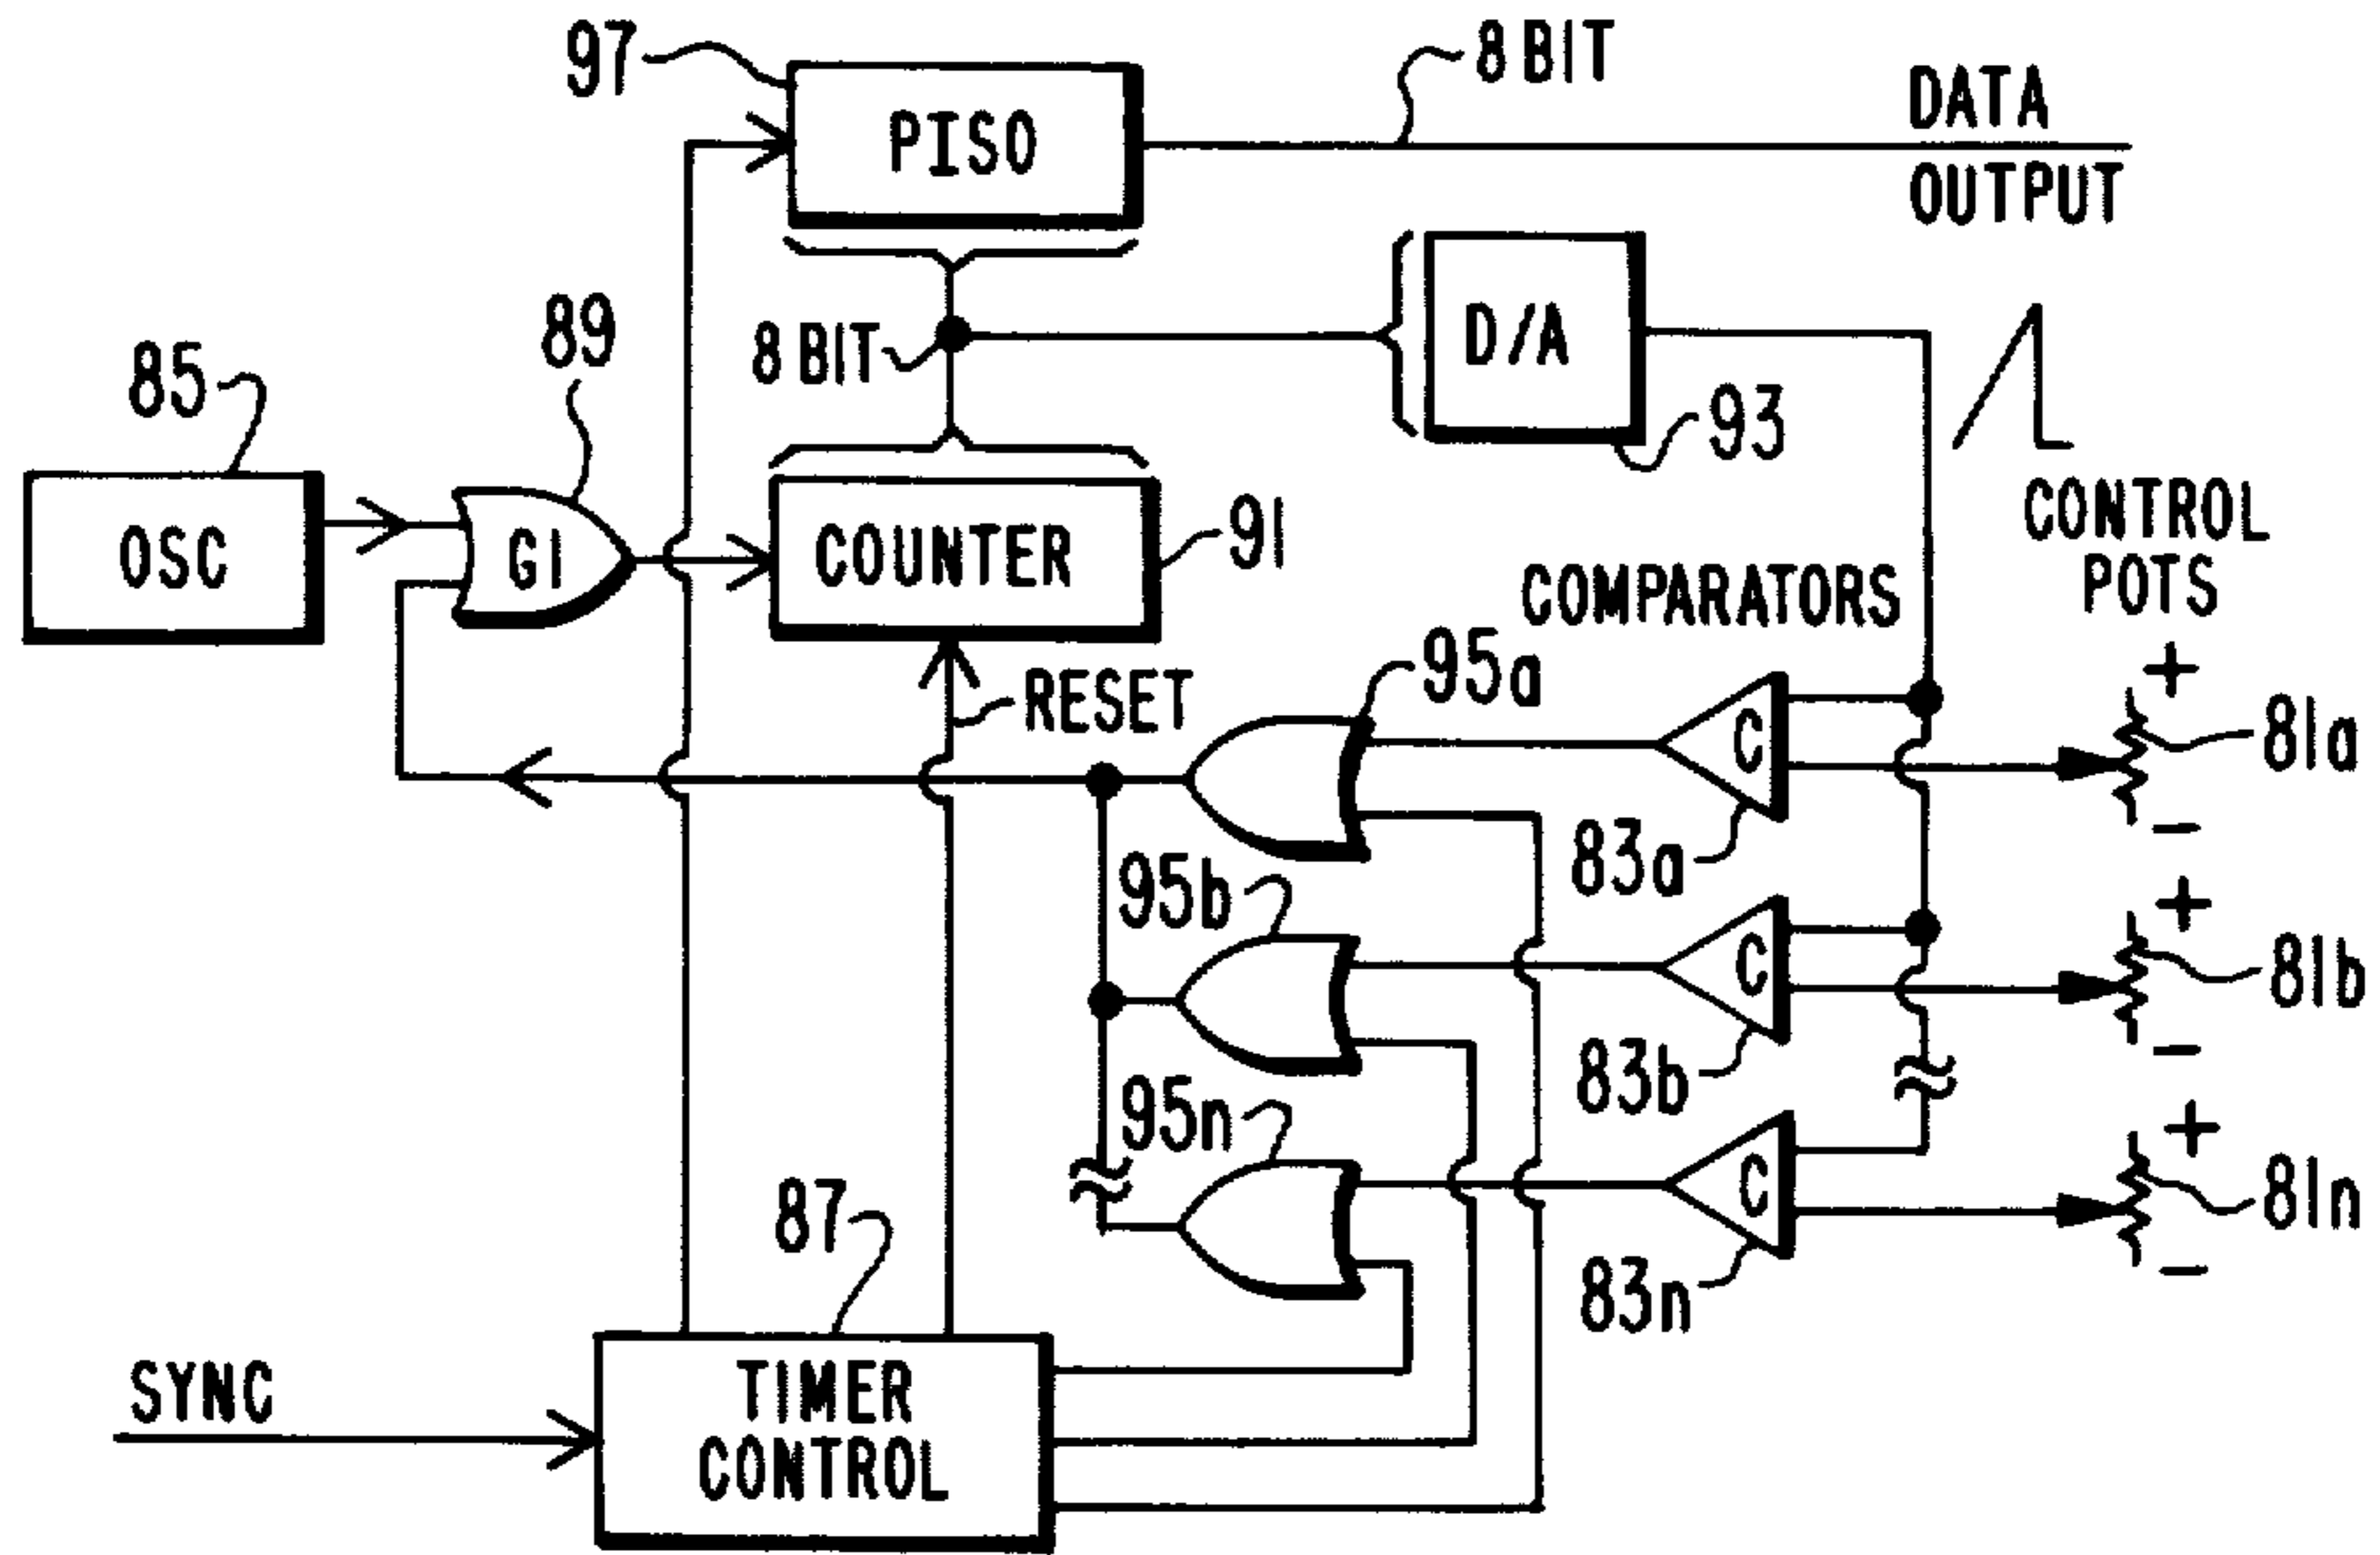 97
8 BIT
DATA
OUTPUT
PISO
89
8 BIT
D/A
85
93
OSC
G1
COUNTER
91
CONTROL
POTS
COMPARATORS
RESET
95a
+
81a
C
83a
−
95b
+
81b
C
83b
−
95n
+
81n
C
83n
−
87
SYNC
TIMER
CONTROL